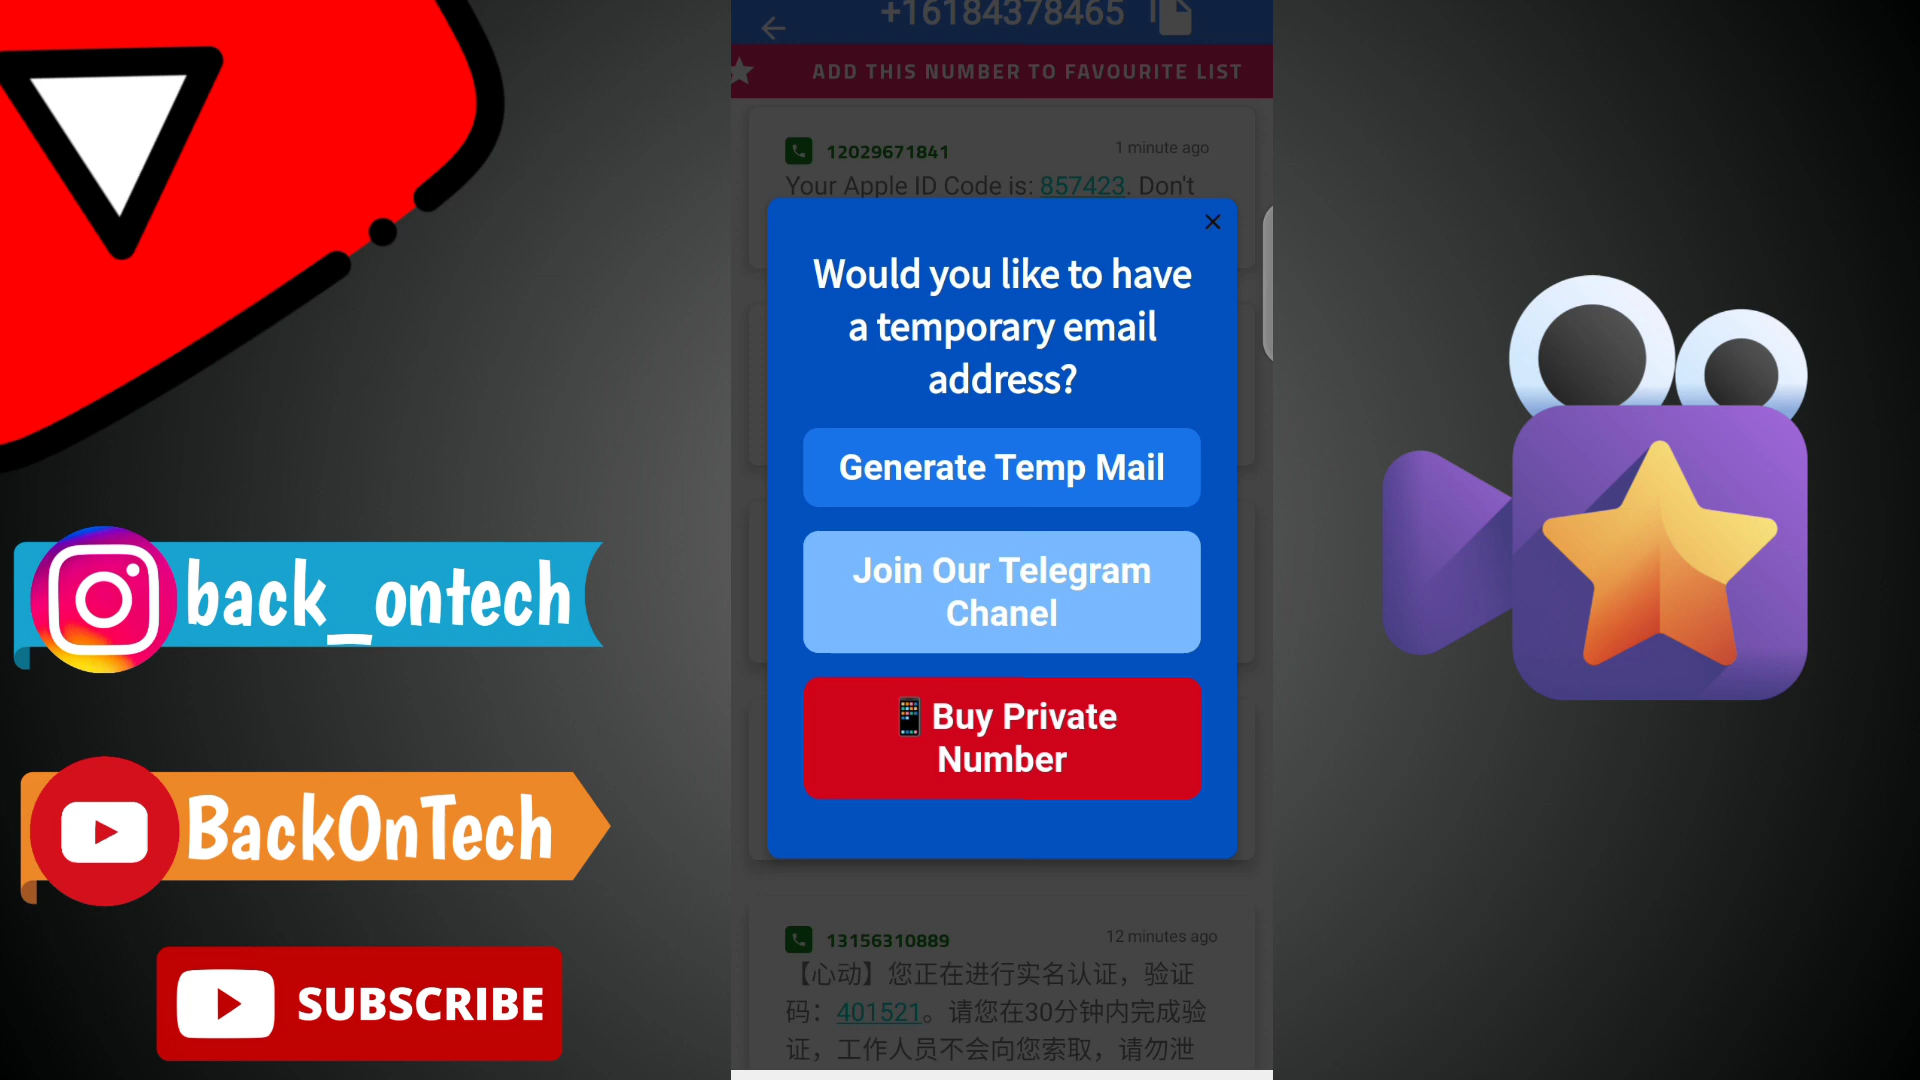 +16184378465
ADD THIS NUMBER TO FAVOURITE LIST
12029671841
1 minute ago
Your Apple ID Code is: 857423. Don't
Would you like to have
a temporary email
address?
Generate Temp Mail
Join Our Telegram
Chanel
Buy Private
Number
13156310889
12 minutes ago
【心动】您正在进行实名认证，验证
码：401521。请您在30分钟内完成验
证，工作人员不会向您索取，请勿泄
back_ontech
BackOnTech
SUBSCRIBE